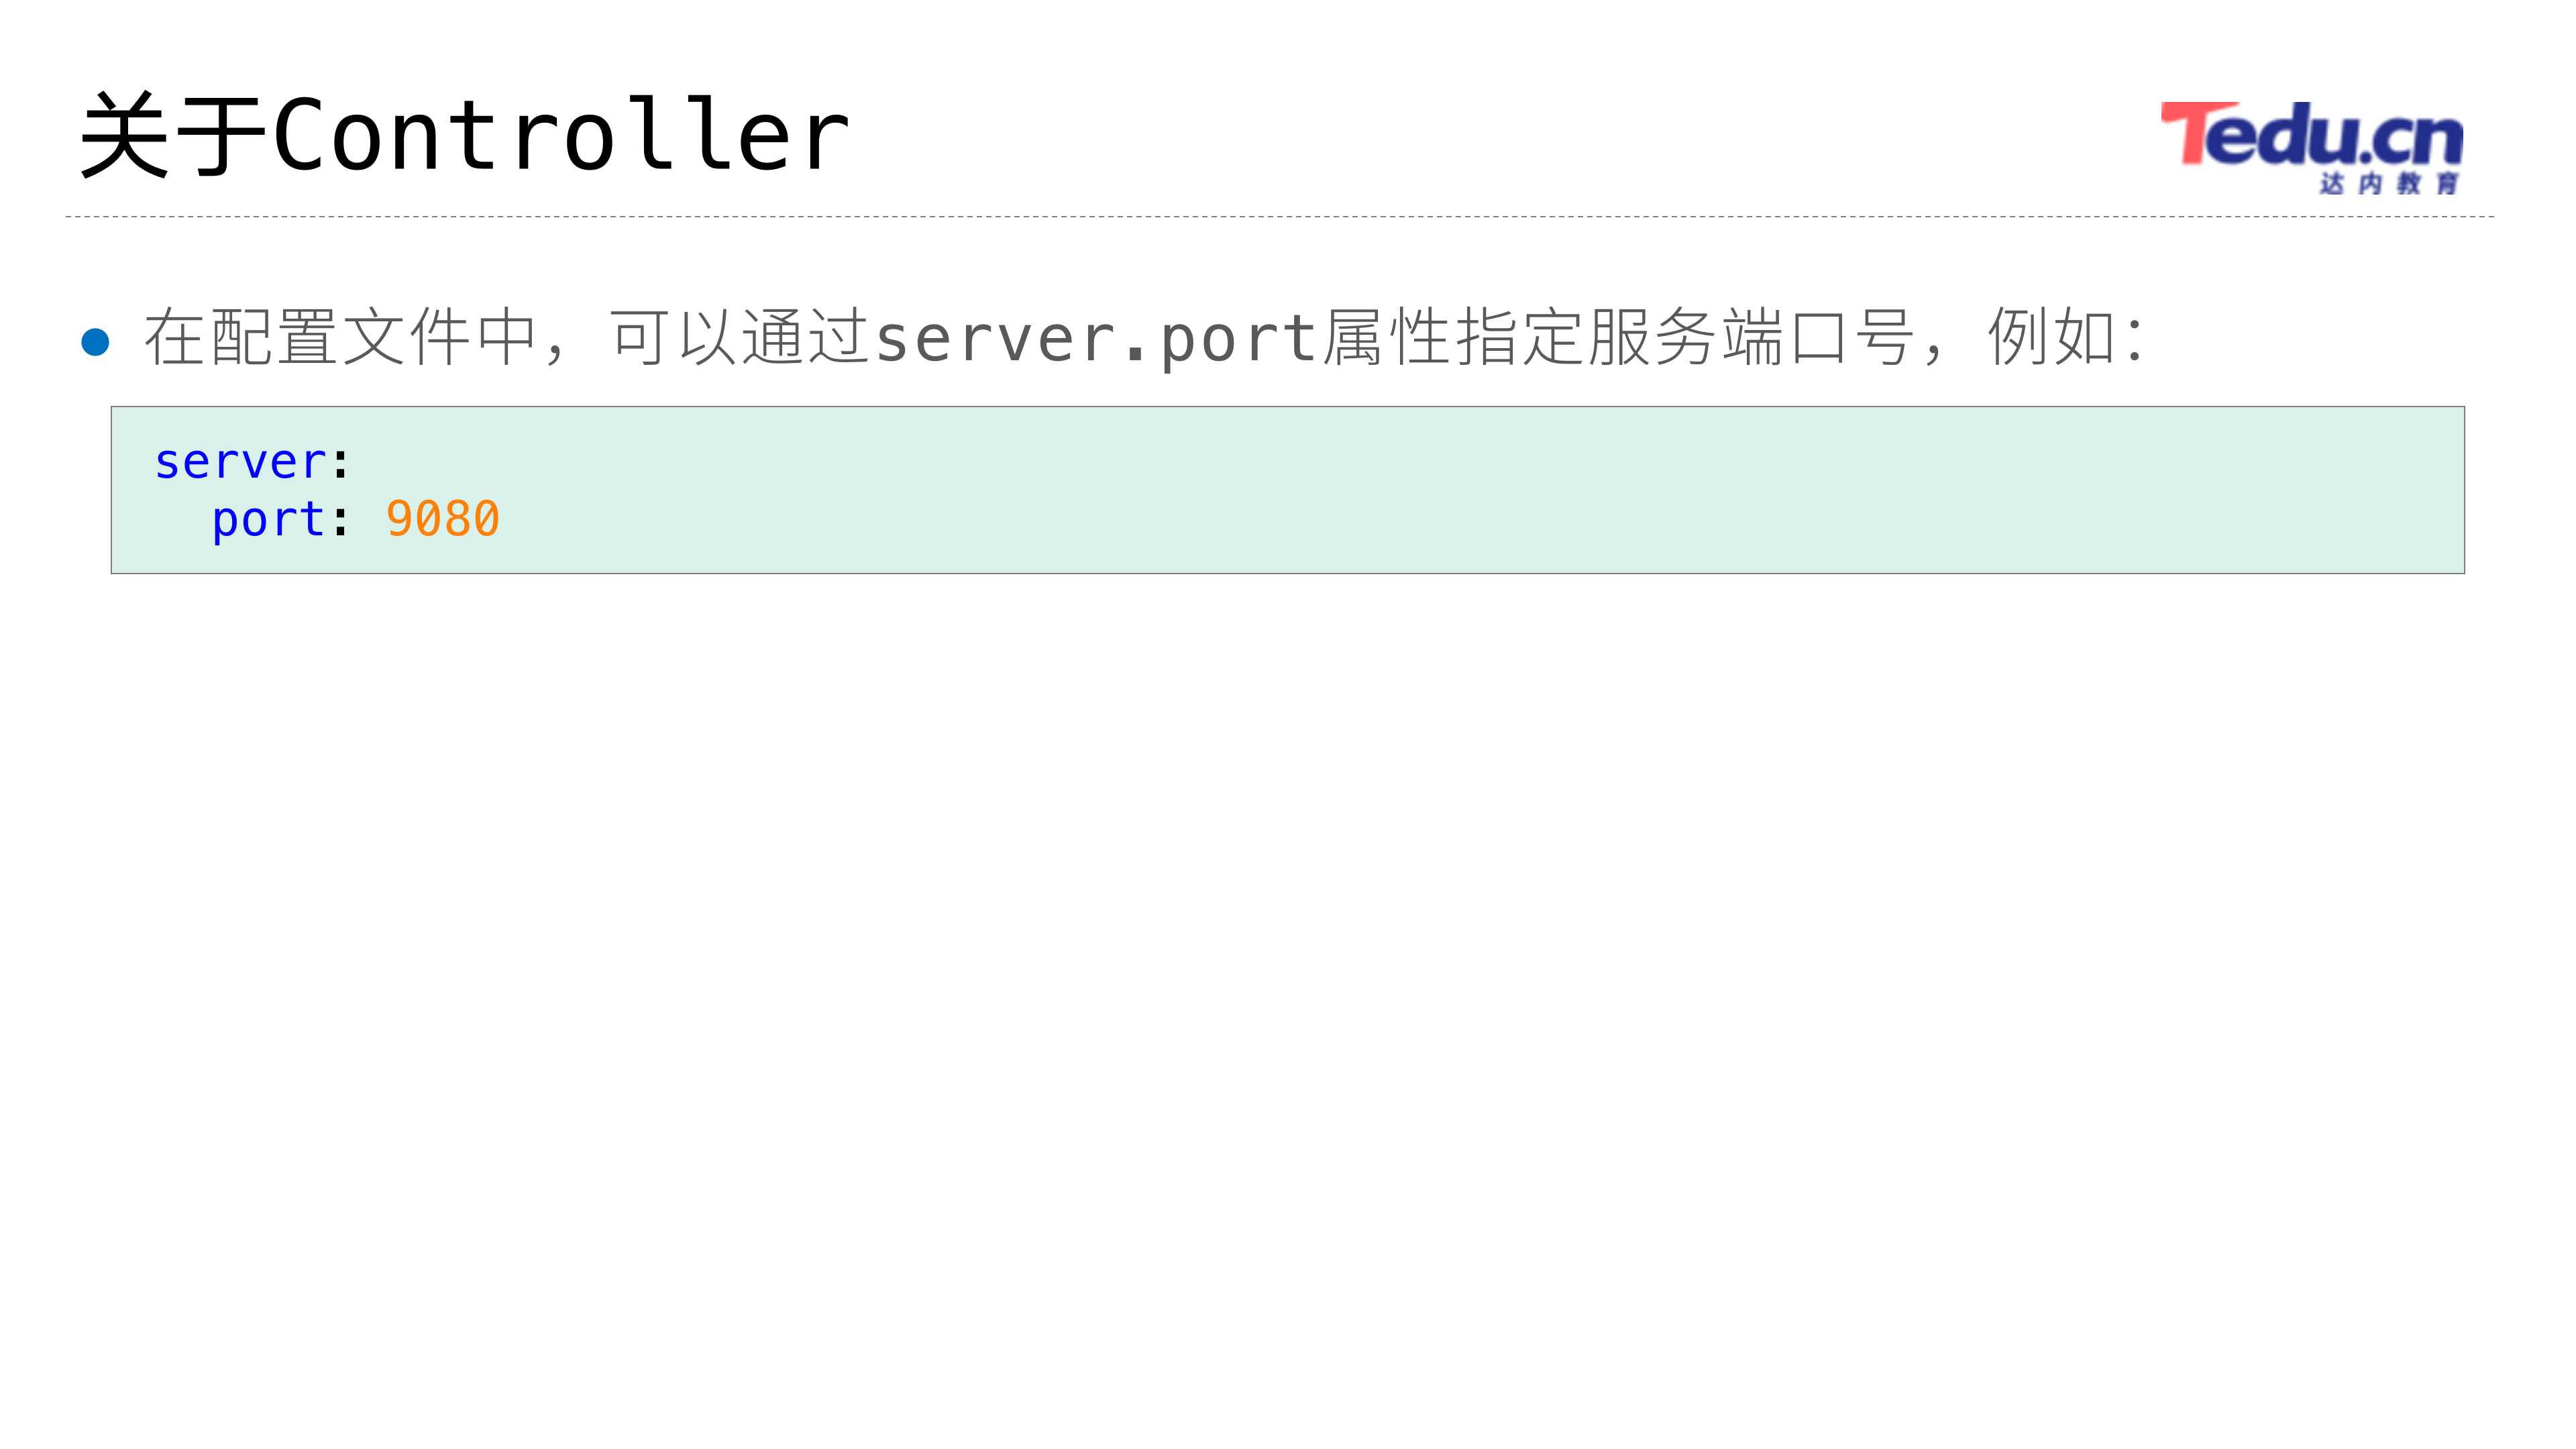 关于Controller
Tedu.cn
达内教育
在配置文件中，可以通过server.port属性指定服务端口号，例如：
server:
  port: 9080